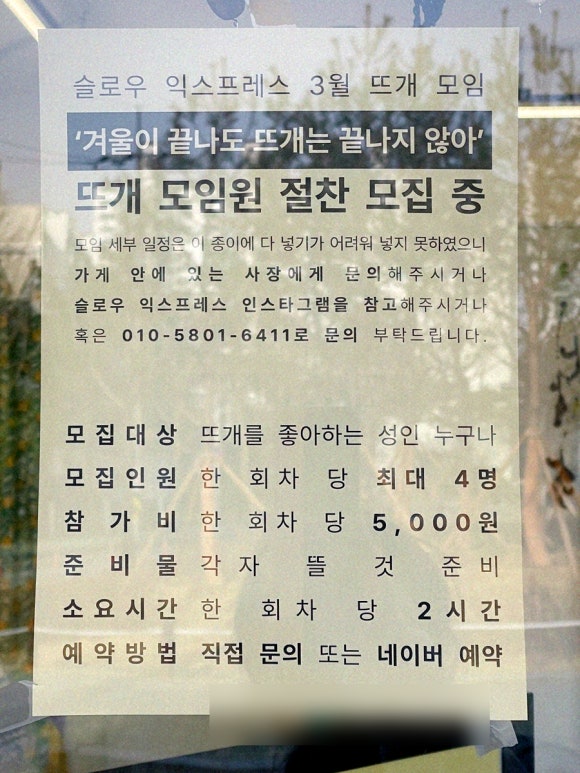 슬로우 익스프레스 3월 뜨개 모임
‘겨울이 끝나도 뜨개는 끝나지 않아’
뜨개 모임원 절찬 모집 중
모임 세부 일정은 이 종이에 다 넣기가 어려워 넣지 못하였으니
가게 안에 있는 사장에게 문의해주시거나
슬로우 익스프레스 인스타그램을 참고해주시거나
혹은 010-5801-6411로 문의 부탁드립니다.
모집대상 뜨개를 좋아하는 성인 누구나
모집인원 한 회차 당 최대 4명
참가비 한 회차 당 5,000원
준비물 각자 뜰 것 준비
소요시간 한 회차 당 2시간
예약방법 직접 문의 또는 네이버 예약